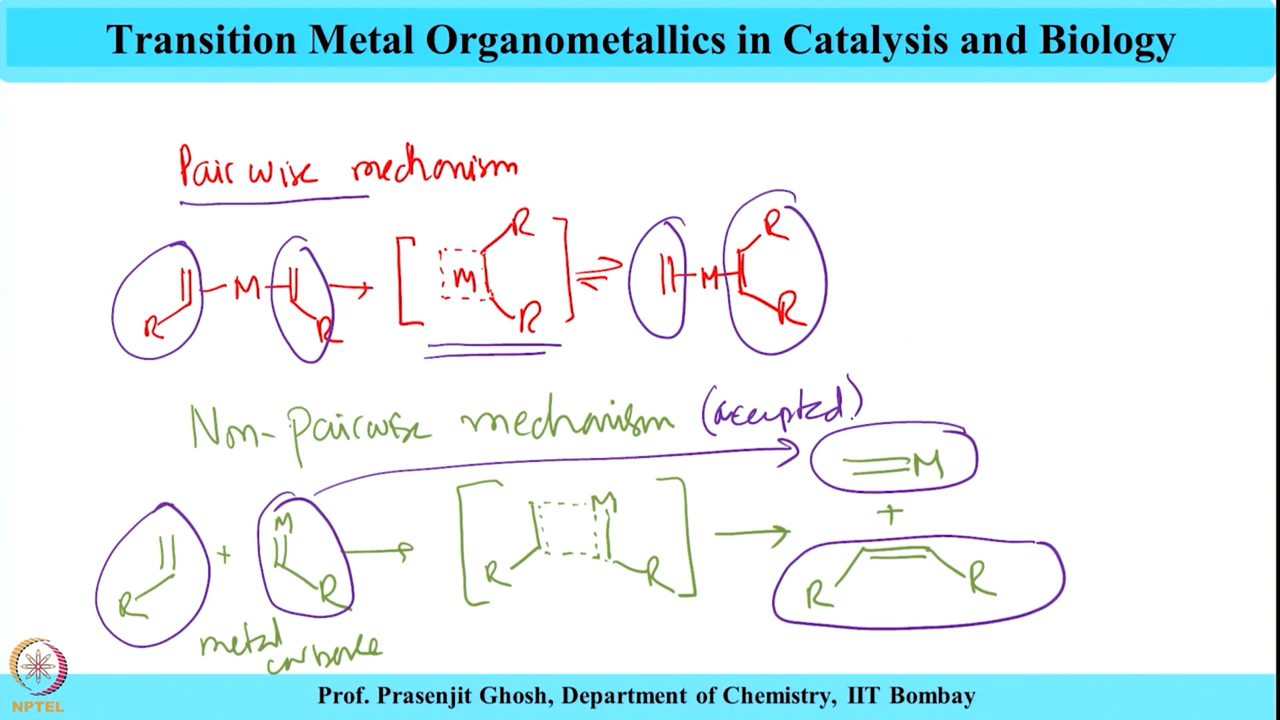 Transition Metal Organometallics in Catalysis and Biology
Pairwise mechanism
R M R → [ M R R ] ⇌ M R R
Non-pairwise mechanism (accepted)
=M
+
R + M R → [ R M R ] → R R
metal
carbene
NPTEL
Prof. Prasenjit Ghosh, Department of Chemistry, IIT Bombay